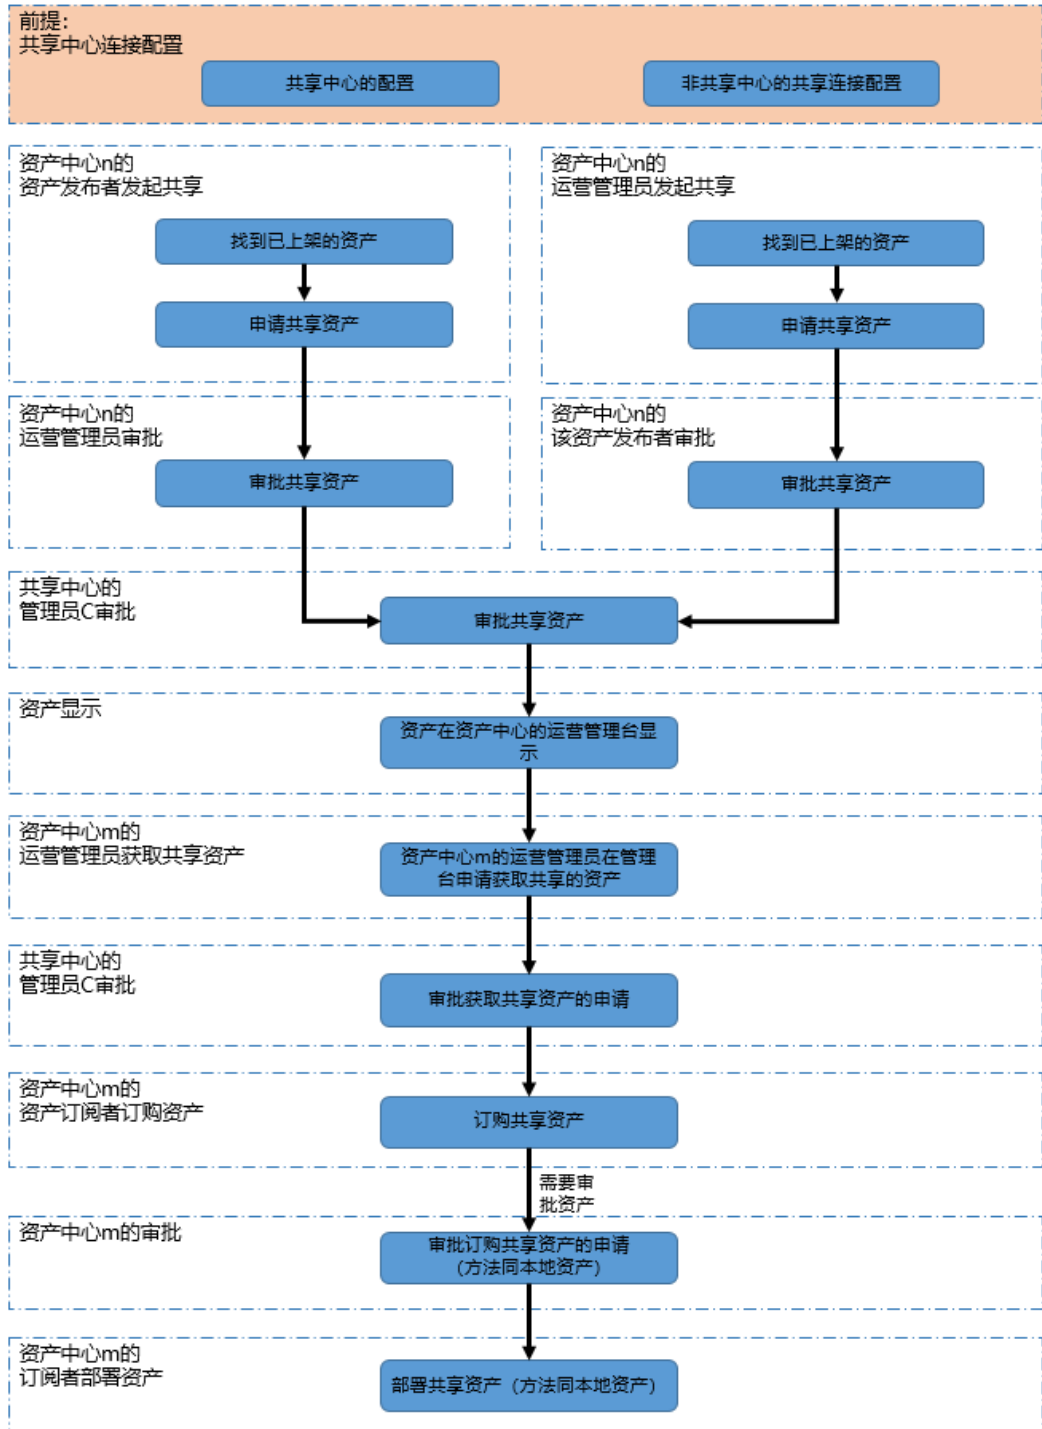 前提：
共享中心连接配置
共享中心的配置
非共享中心的共享连接配置
资产中心n的
资产发布者发起共享
找到已上架的资产
申请共享资产
资产中心n的
运营管理员发起共享
找到已上架的资产
申请共享资产
资产中心n的
运营管理员审批
审批共享资产
资产中心n的
该资产发布者审批
审批共享资产
共享中心的
管理员C审批
审批共享资产
资产显示
资产在资产中心的运营管理台显
示
资产中心m的
运营管理员获取共享资产
资产中心m的运营管理员在管理
台申请获取共享的资产
共享中心的
管理员C审批
审批获取共享资产的申请
资产中心m的
资产订阅者订购资产
订购共享资产
需要审
批资产
资产中心m的审批
审批订购共享资产的申请
（方法同本地资产）
资产中心m的
订阅者部署资产
部署共享资产（方法同本地资产）